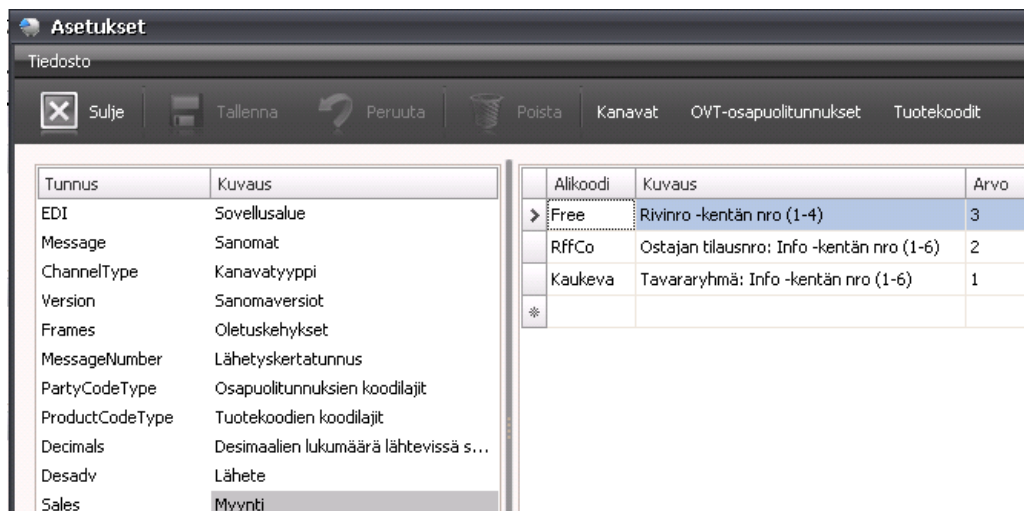 Asetukset
Tiedosto
Sulje Tallenna Peruuta Poista Kanavat OVT-osapuolitunnukset Tuotekoodit
Tunnus Kuvaus
EDI Sovellusalue
Message Sanomat
ChannelType Kanavatyyppi
Version Sanomaversiot
Frames Oletuskehykset
MessageNumber Lähetyskertatunnus
PartyCodeType Osapuolitunnuksien koodilajit
ProductCodeType Tuotekoodien koodilajit
Decimals Desimaalien lukumäärä lähtevissä s...
Desadv Lähete
Sales Myynti
Alikoodi Kuvaus Arvo
Free Rivinro -kentän nro (1-4) 3
RffCo Ostajan tilausnro: Info -kentän nro (1-6) 2
Kaukeva Tavararyhmä: Info -kentän nro (1-6) 1